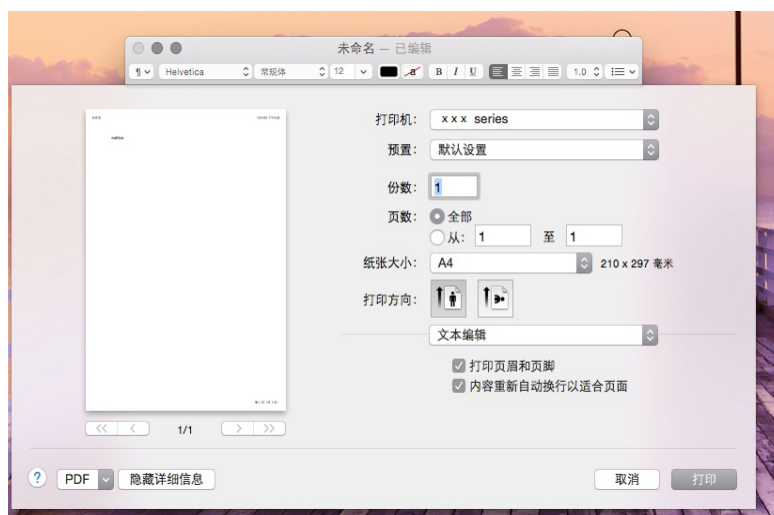 未命名 — 已编辑
Helvetica 常规体 12 a B I U 1.0
打印机: xxx series
预置: 默认设置
份数: 1
页数: 全部
从: 1 至 1
纸张大小: A4 210 x 297 毫米
打印方向:
文本编辑
打印页眉和页脚
内容重新自动换行以适合页面
1/1
? PDF 隐藏详细信息 取消 打印